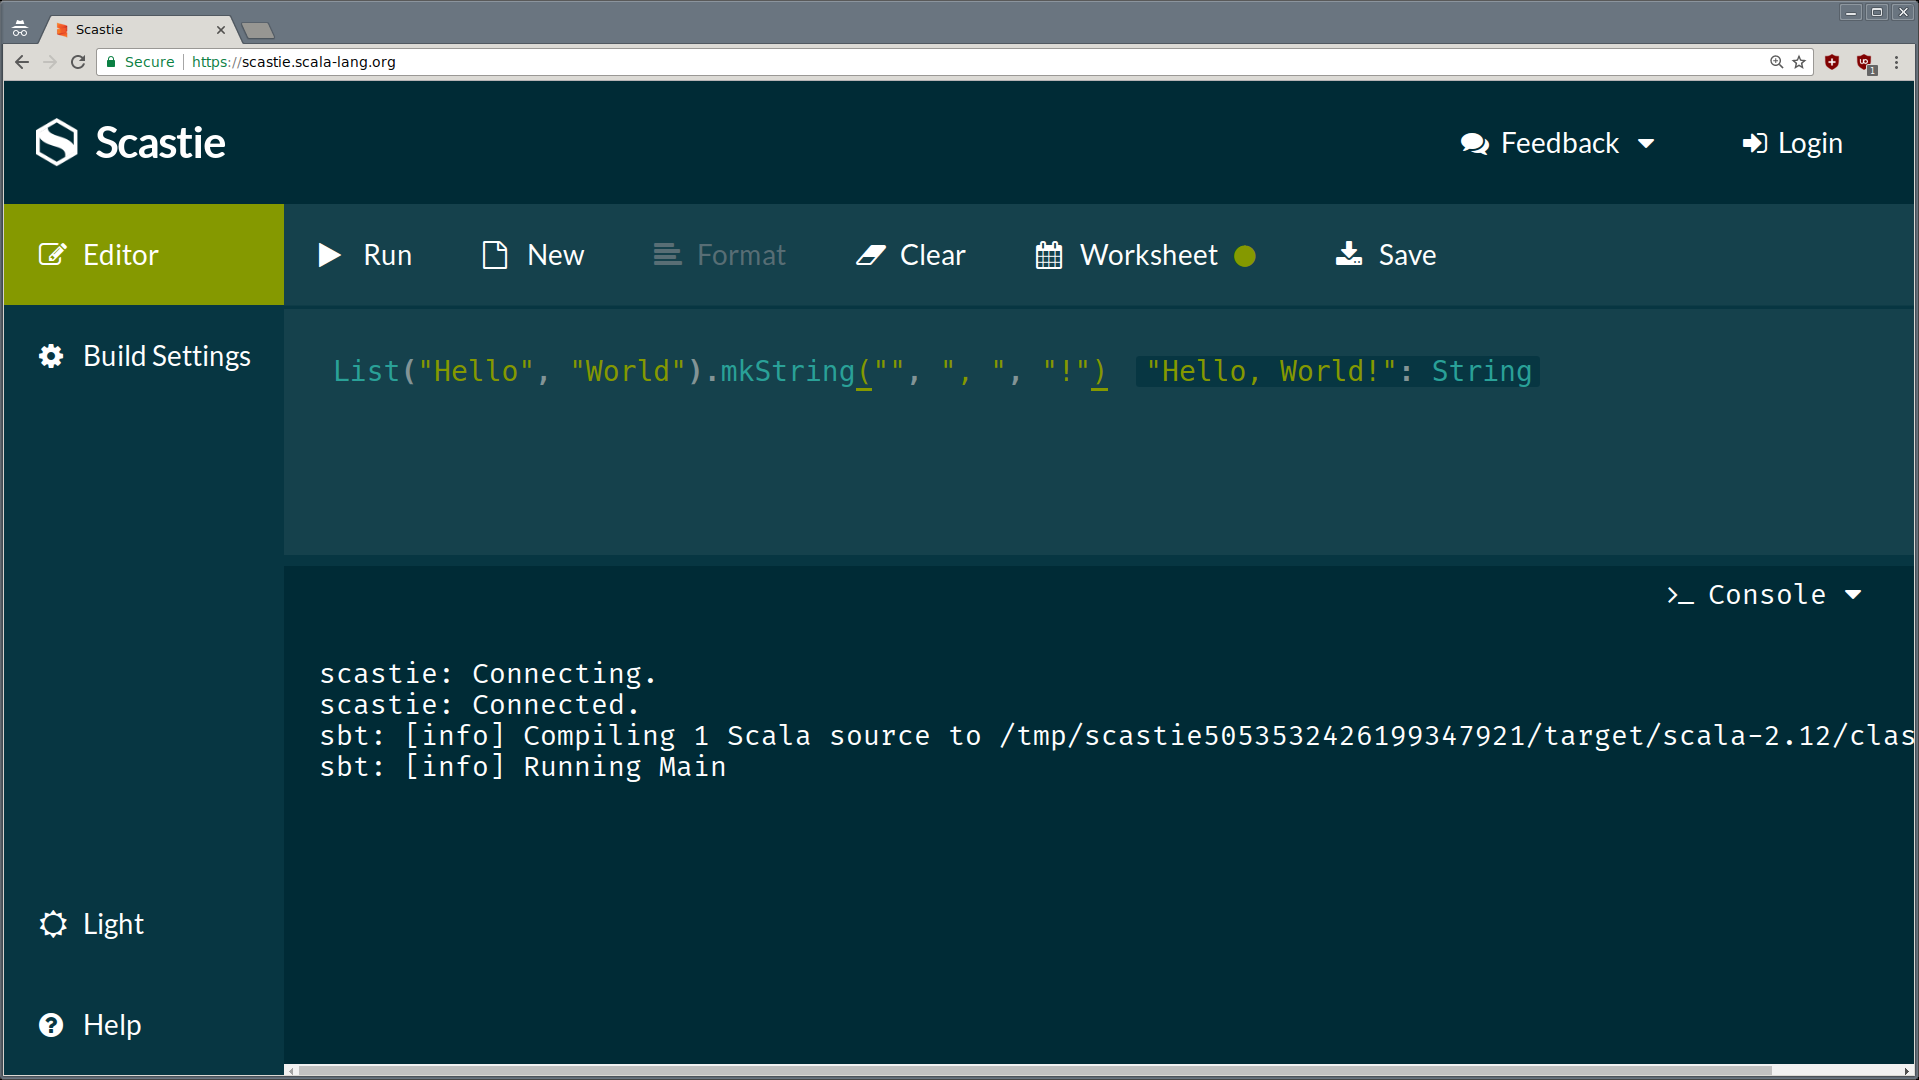 Scastie
Secure https://scastie.scala-lang.org
1
Scastie
Feedback
Login
Editor
Run
New
Format
Clear
Worksheet
Save
Build Settings
List("Hello", "World").mkString("", ", ", "!") "Hello, World!": String
>_ Console
scastie: Connecting.
scastie: Connected.
sbt: [info] Compiling 1 Scala source to /tmp/scastie5053532426199347921/target/scala-2.12/clas
sbt: [info] Running Main
Light
Help